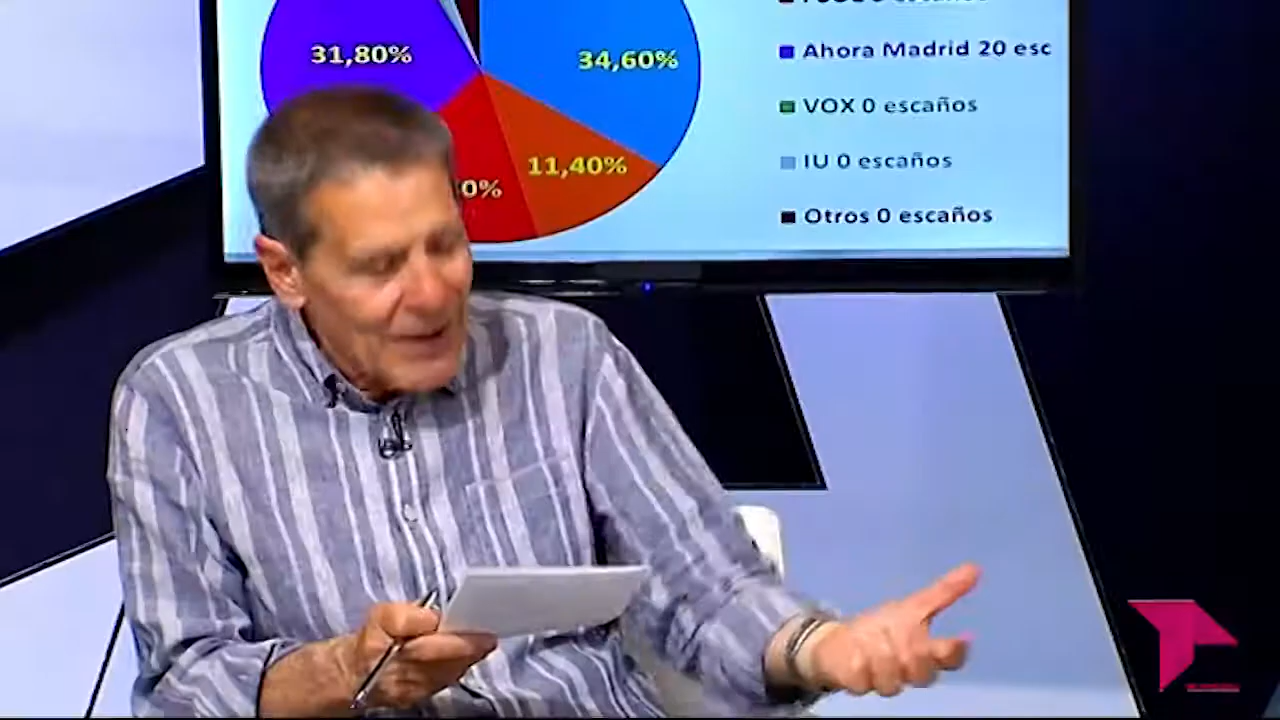 31,80%
34,60%
Ahora Madrid 20 esc
VOX 0 escaños
11,40%
IU 0 escaños
0%
Otros 0 escaños